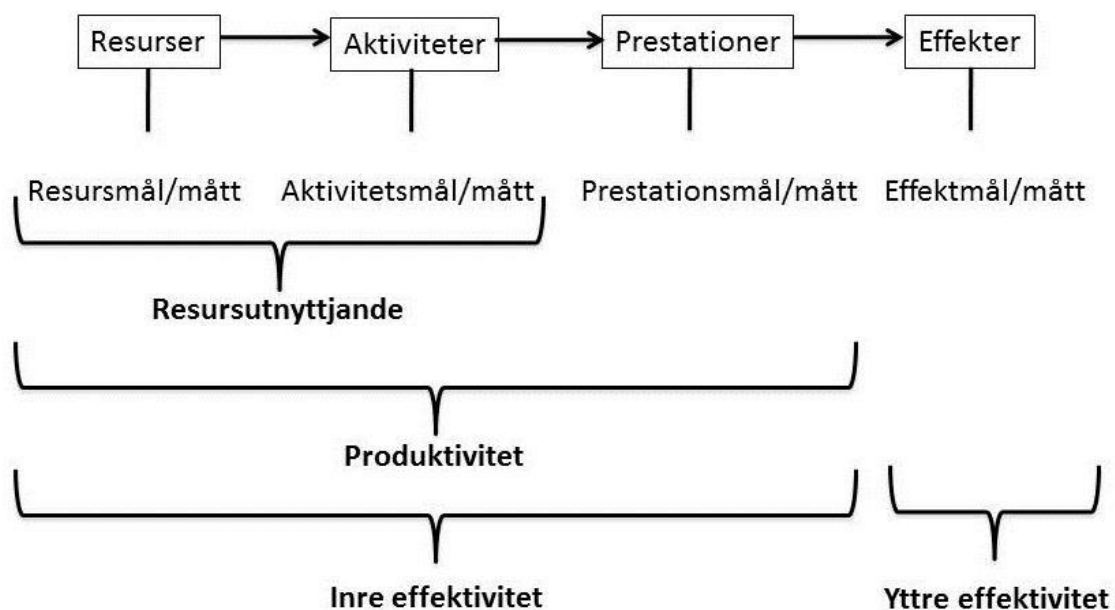 Resurser Aktiviteter Prestationer Effekter
Resursmål/mått Aktivitetsmål/mått Prestationsmål/mått Effektmål/mått
Resursutnyttjande
Produktivitet
Inre effektivitet Yttre effektivitet